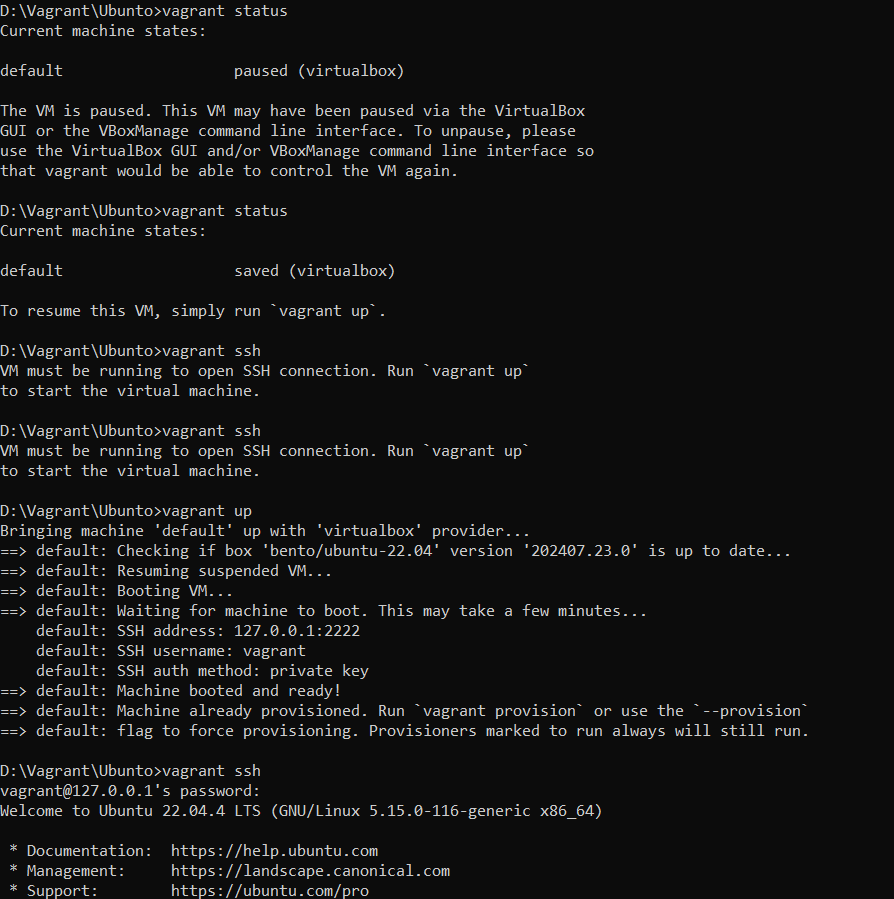 D:\Vagrant\Ubunto>vagrant status
Current machine states:
default                   paused (virtualbox)
The VM is paused. This VM may have been paused via the VirtualBox
GUI or the VBoxManage command line interface. To unpause, please
use the VirtualBox GUI and/or VBoxManage command line interface so
that vagrant would be able to control the VM again.
D:\Vagrant\Ubunto>vagrant status
Current machine states:
default                   saved (virtualbox)
To resume this VM, simply run `vagrant up`.
D:\Vagrant\Ubunto>vagrant ssh
VM must be running to open SSH connection. Run `vagrant up`
to start the virtual machine.
D:\Vagrant\Ubunto>vagrant ssh
VM must be running to open SSH connection. Run `vagrant up`
to start the virtual machine.
D:\Vagrant\Ubunto>vagrant up
Bringing machine 'default' up with 'virtualbox' provider...
==> default: Checking if box 'bento/ubuntu-22.04' version '202407.23.0' is up to date...
==> default: Resuming suspended VM...
==> default: Booting VM...
==> default: Waiting for machine to boot. This may take a few minutes...
    default: SSH address: 127.0.0.1:2222
    default: SSH username: vagrant
    default: SSH auth method: private key
==> default: Machine booted and ready!
==> default: Machine already provisioned. Run `vagrant provision` or use the `--provision`
==> default: flag to force provisioning. Provisioners marked to run always will still run.
D:\Vagrant\Ubunto>vagrant ssh
vagrant@127.0.0.1's password:
Welcome to Ubuntu 22.04.4 LTS (GNU/Linux 5.15.0-116-generic x86_64)
 * Documentation:  https://help.ubuntu.com
 * Management:     https://landscape.canonical.com
 * Support:        https://ubuntu.com/pro